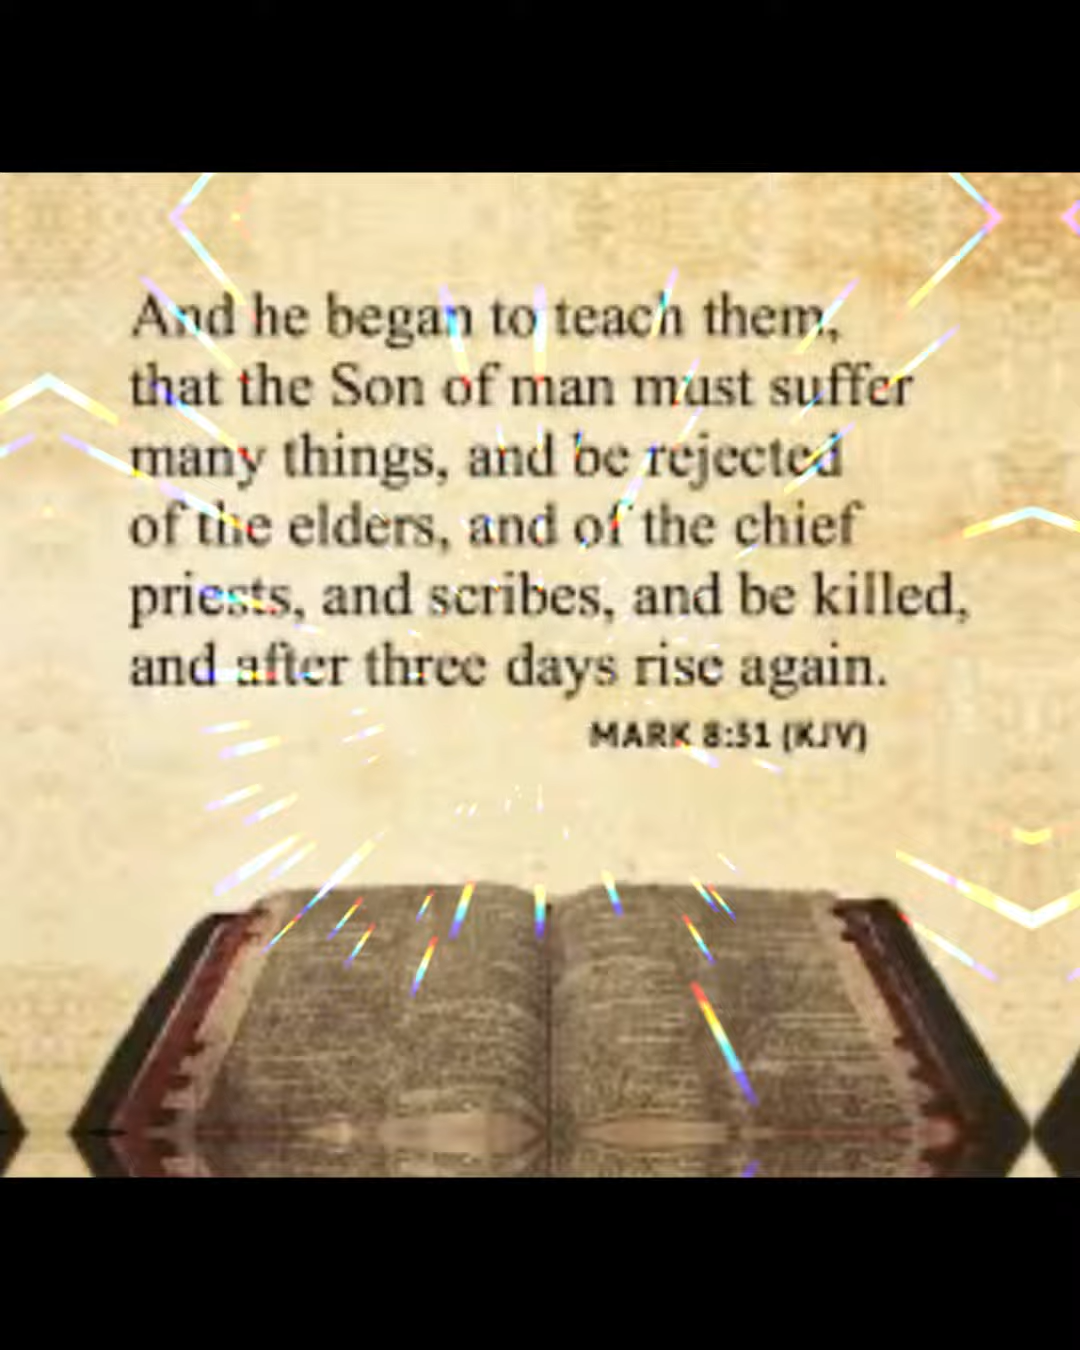 And he began to teach them,
that the Son of man must suffer
many things, and be rejected
of the elders, and of the chief
priests, and scribes, and be killed,
and after three days rise again.
MARK 8:31 (KJV)